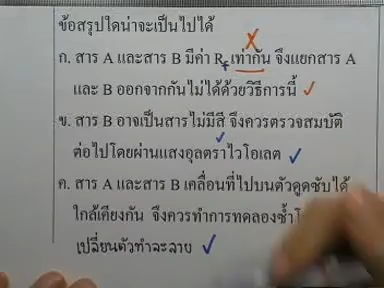 ข้อสรุปใดน่าจะเป็นไปได้
ก. สาร A และสาร B มีค่า Rf เท่ากัน จึงแยกสาร A
และ B ออกจากกันไม่ได้ด้วยวิธีการนี้
ข. สาร B อาจเป็นสารไม่มีสี จึงควรตรวจสมบัติ
ต่อไปโดยผ่านแสงอุลตราไวโอเลต
ค. สาร A และสาร B เคลื่อนที่ไปบนตัวดูดซับได้
ใกล้เคียงกัน จึงควรทำการทดลองซ้ำ
เปลี่ยนตัวทำละลาย